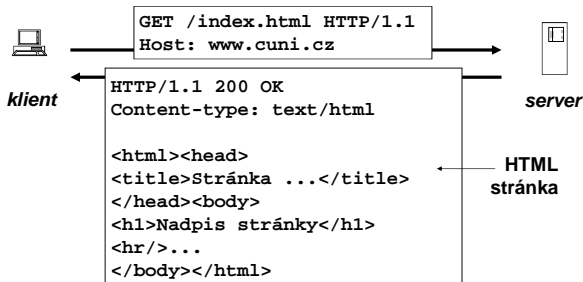 GET /index.html HTTP/1.1
Host: www.cuni.cz
klient
server
HTTP/1.1 200 OK
Content-type: text/html
<html><head>
<title>Stránka ...</title>
</head><body>
<h1>Nadpis stránky</h1>
<hr/>...
</body></html>
HTML
stránka